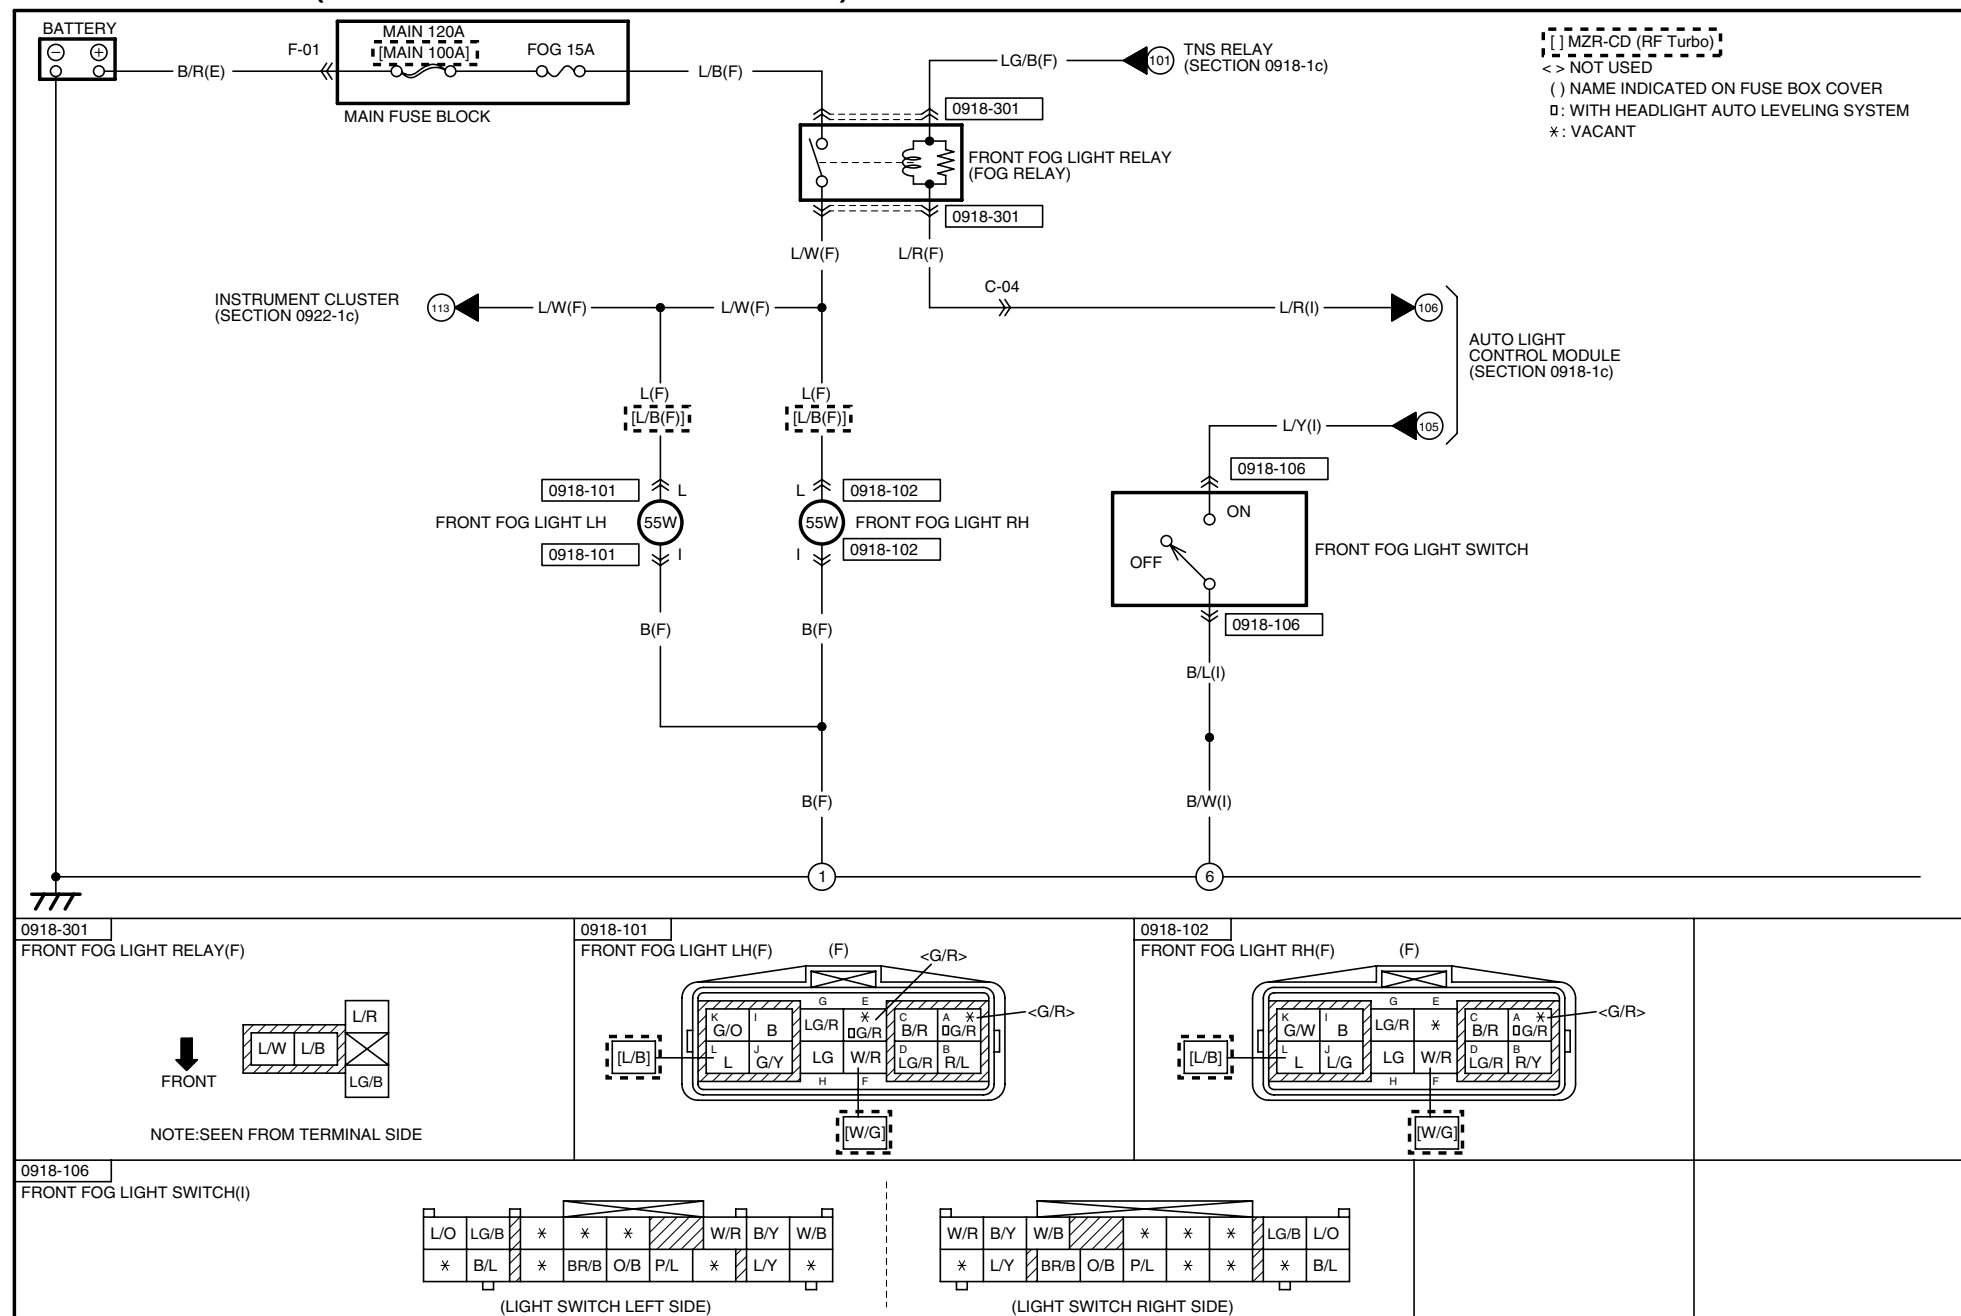 BATTERY
F-01
MAIN 120A
[MAIN 100A]
FOG 15A
B/R(E)
L/B(F)
MAIN FUSE BLOCK
LG/B(F)
101
TNS RELAY
(SECTION 0918-1c)
[ ] MZR-CD (RF Turbo)
< > NOT USED
( ) NAME INDICATED ON FUSE BOX COVER
: WITH HEADLIGHT AUTO LEVELING SYSTEM
* : VACANT
0918-301
FRONT FOG LIGHT RELAY
(FOG RELAY)
0918-301
L/W(F)
L/R(F)
INSTRUMENT CLUSTER
(SECTION 0922-1c)
113
L/W(F)
L/W(F)
C-04
L/R(I)
106
AUTO LIGHT
CONTROL MODULE
(SECTION 0918-1c)
L(F)
[L/B(F)]
L(F)
[L/B(F)]
L/Y(I)
105
0918-101
L
L
0918-102
0918-106
FRONT FOG LIGHT LH
55W
55W
FRONT FOG LIGHT RH
ON
OFF
FRONT FOG LIGHT SWITCH
0918-101
I
I
0918-102
0918-106
B(F)
B(F)
B/L(I)
B(F)
B/W(I)
1
6
0918-301
FRONT FOG LIGHT RELAY(F)
L/R
L/W
L/B
LG/B
FRONT
NOTE:SEEN FROM TERMINAL SIDE
0918-101
FRONT FOG LIGHT LH(F)
(F)
<G/R>
<G/R>
G
E
K
G/O
I
B
LG/R
*
G/R
C
B/R
A
*
G/R
[L/B]
L
L
J
G/Y
LG
W/R
D
LG/R
B
R/L
H
F
[W/G]
0918-102
FRONT FOG LIGHT RH(F)
(F)
<G/R>
G
E
K
G/W
I
B
LG/R
*
C
B/R
A
*
G/R
[L/B]
L
L
J
L/G
LG
W/R
D
LG/R
B
R/Y
H
F
[W/G]
0918-106
FRONT FOG LIGHT SWITCH(I)
L/O LG/B * * * W/R B/Y W/B
* B/L * BR/B O/B P/L * L/Y *
(LIGHT SWITCH LEFT SIDE)
W/R B/Y W/B * * * LG/B L/O
* L/Y BR/B O/B P/L * * * B/L
(LIGHT SWITCH RIGHT SIDE)